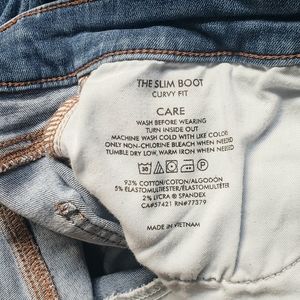 THE SLIM BOOT
CURVY FIT
CARE
WASH BEFORE WEARING
TURN INSIDE OUT
MACHINE WASH COLD WITH LIKE COLOR
ONLY NON-CHLORINE BLEACH WHEN NEEDED
TUMBLE DRY LOW, WARM IRON WHEN NEEDED
30
93% COTTON/COTON/ALGODÓN
5% ELASTOMULTIESTER/ÉLASTOMULTIÉTER
2% LYCRA ® SPANDEX
CA#57421 RN#77379
MADE IN VIETNAM